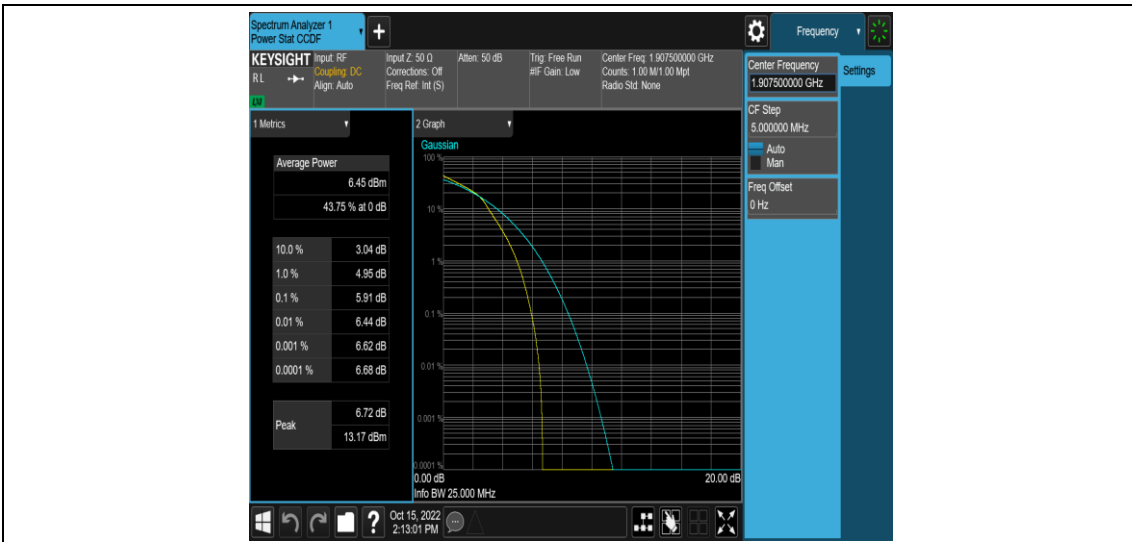 Spectrum Analyzer 1
Power Stat CCDF
Frequency
KEYSIGHT
RL
LXI
Input: RF
Coupling: DC
Align: Auto
Input Z: 50 Ω
Corrections: Off
Freq Ref: Int (S)
Atten: 50 dB
Trig: Free Run
#IF Gain: Low
Center Freq: 1.907500000 GHz
Counts: 1.00 M/1.00 Mpt
Radio Std: None
Center Frequency
1.907500000 GHz
Settings
CF Step
5.000000 MHz
Auto
Man
Freq Offset
0 Hz
1 Metrics
Average Power
6.45 dBm
43.75 % at 0 dB
10.0 % 3.04 dB
1.0 % 4.95 dB
0.1 % 5.91 dB
0.01 % 6.44 dB
0.001 % 6.62 dB
0.0001 % 6.68 dB
Peak 6.72 dB
13.17 dBm
2 Graph
Gaussian
100 %
10 %
1 %
0.1 %
0.01 %
0.001 %
0.0001 %
0.00 dB 20.00 dB
Info BW 25.000 MHz
?
Oct 15, 2022
2:13:01 PM